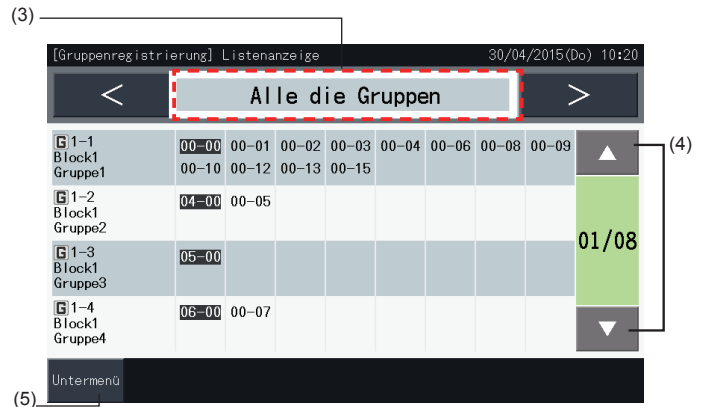 (3)
[Gruppenregistrierung] Listenanzeige 30/04/2015(Do) 10:20
< Alle die Gruppen >
G 1-1 00-00 00-01 00-02 00-03 00-04 00-06 00-08 00-09 ▲ (4)
Block1
Gruppe1 00-10 00-12 00-13 00-15
G 1-2 04-00 00-05
Block1
Gruppe2
01/08
G 1-3 05-00
Block1
Gruppe3
G 1-4 06-00 00-07
Block1
Gruppe4 ▼
Untermenü
(5)